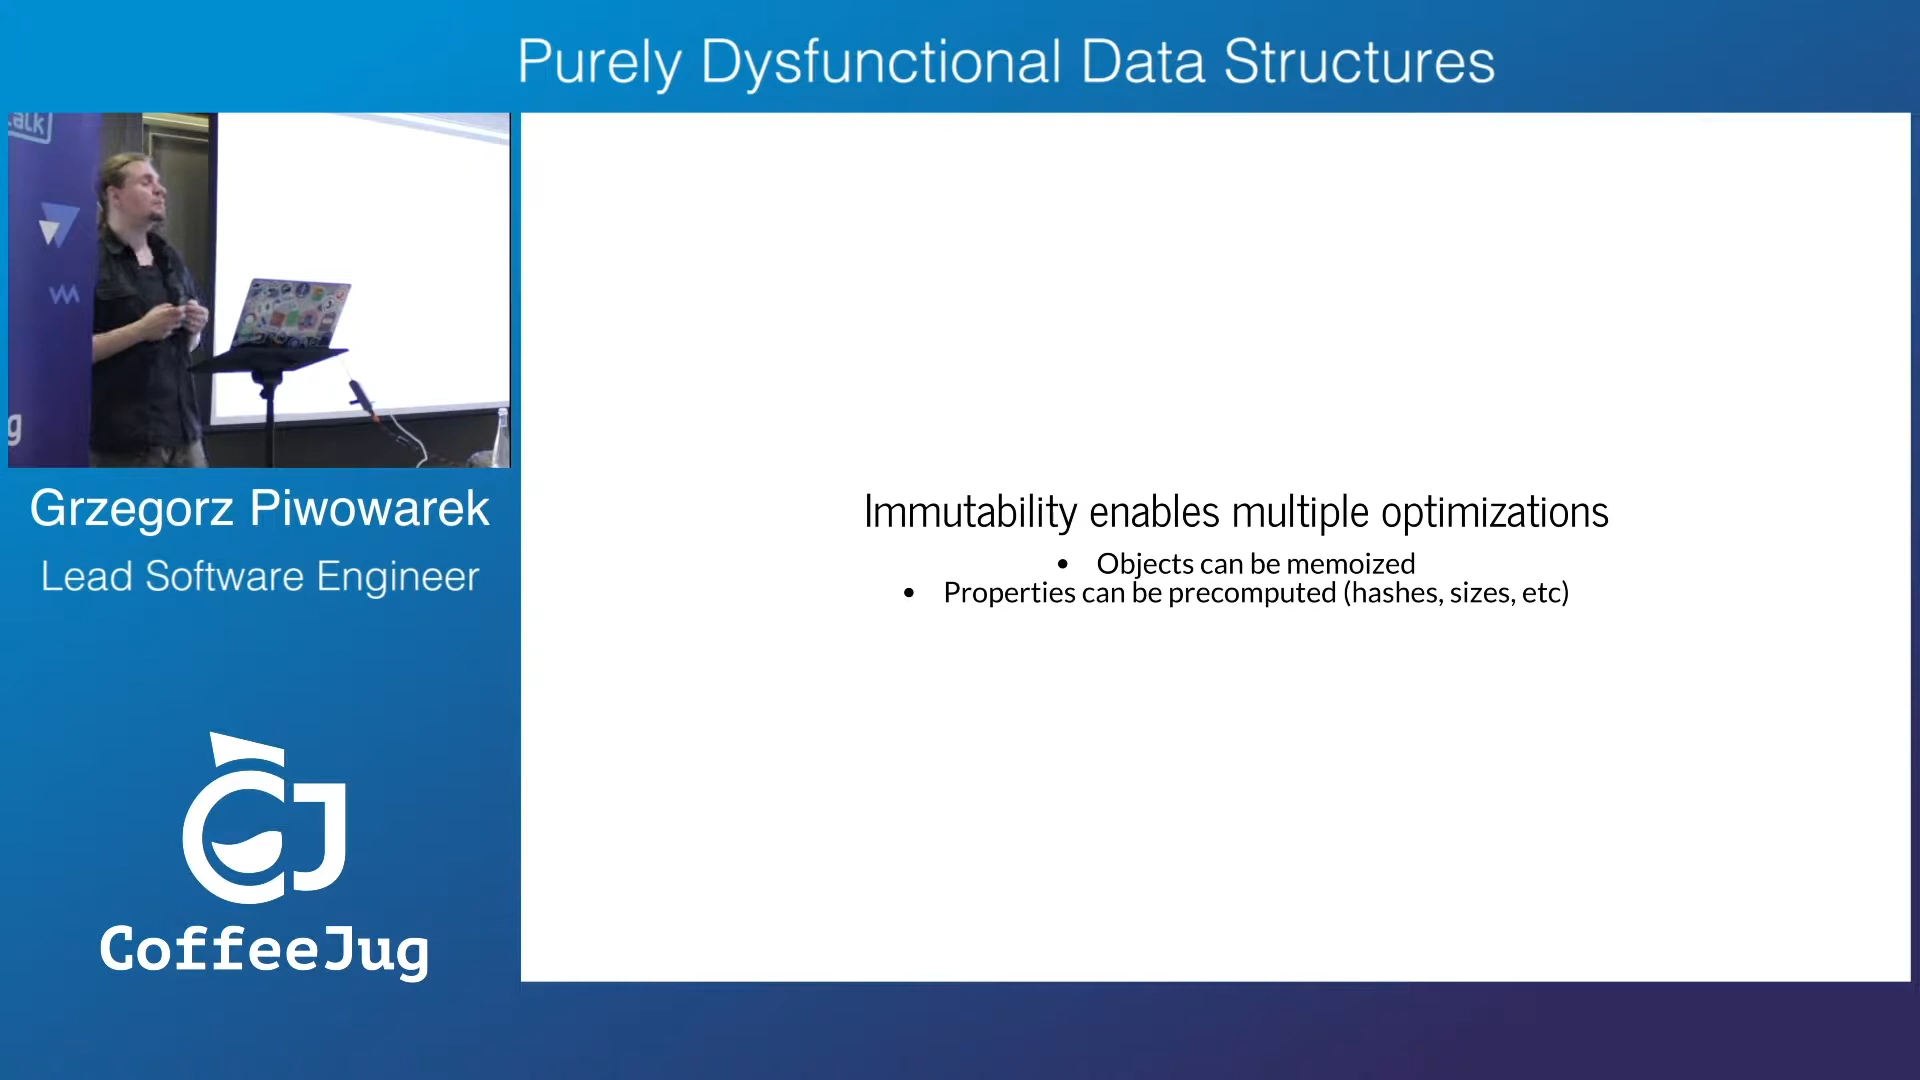 Purely Dysfunctional Data Structures
Grzegorz Piwowarek
Lead Software Engineer
CJ
CoffeeJug
Immutability enables multiple optimizations
• Objects can be memoized
• Properties can be precomputed (hashes, sizes, etc)